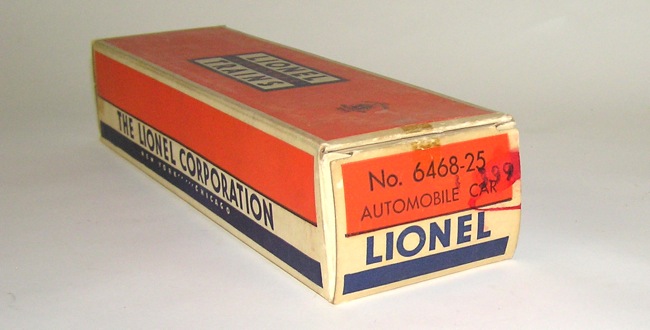 LIONEL
TRAINS
THE LIONEL CORPORATION
NEW YORK CHICAGO
No. 6468-25
AUTOMOBILE CAR
LIONEL